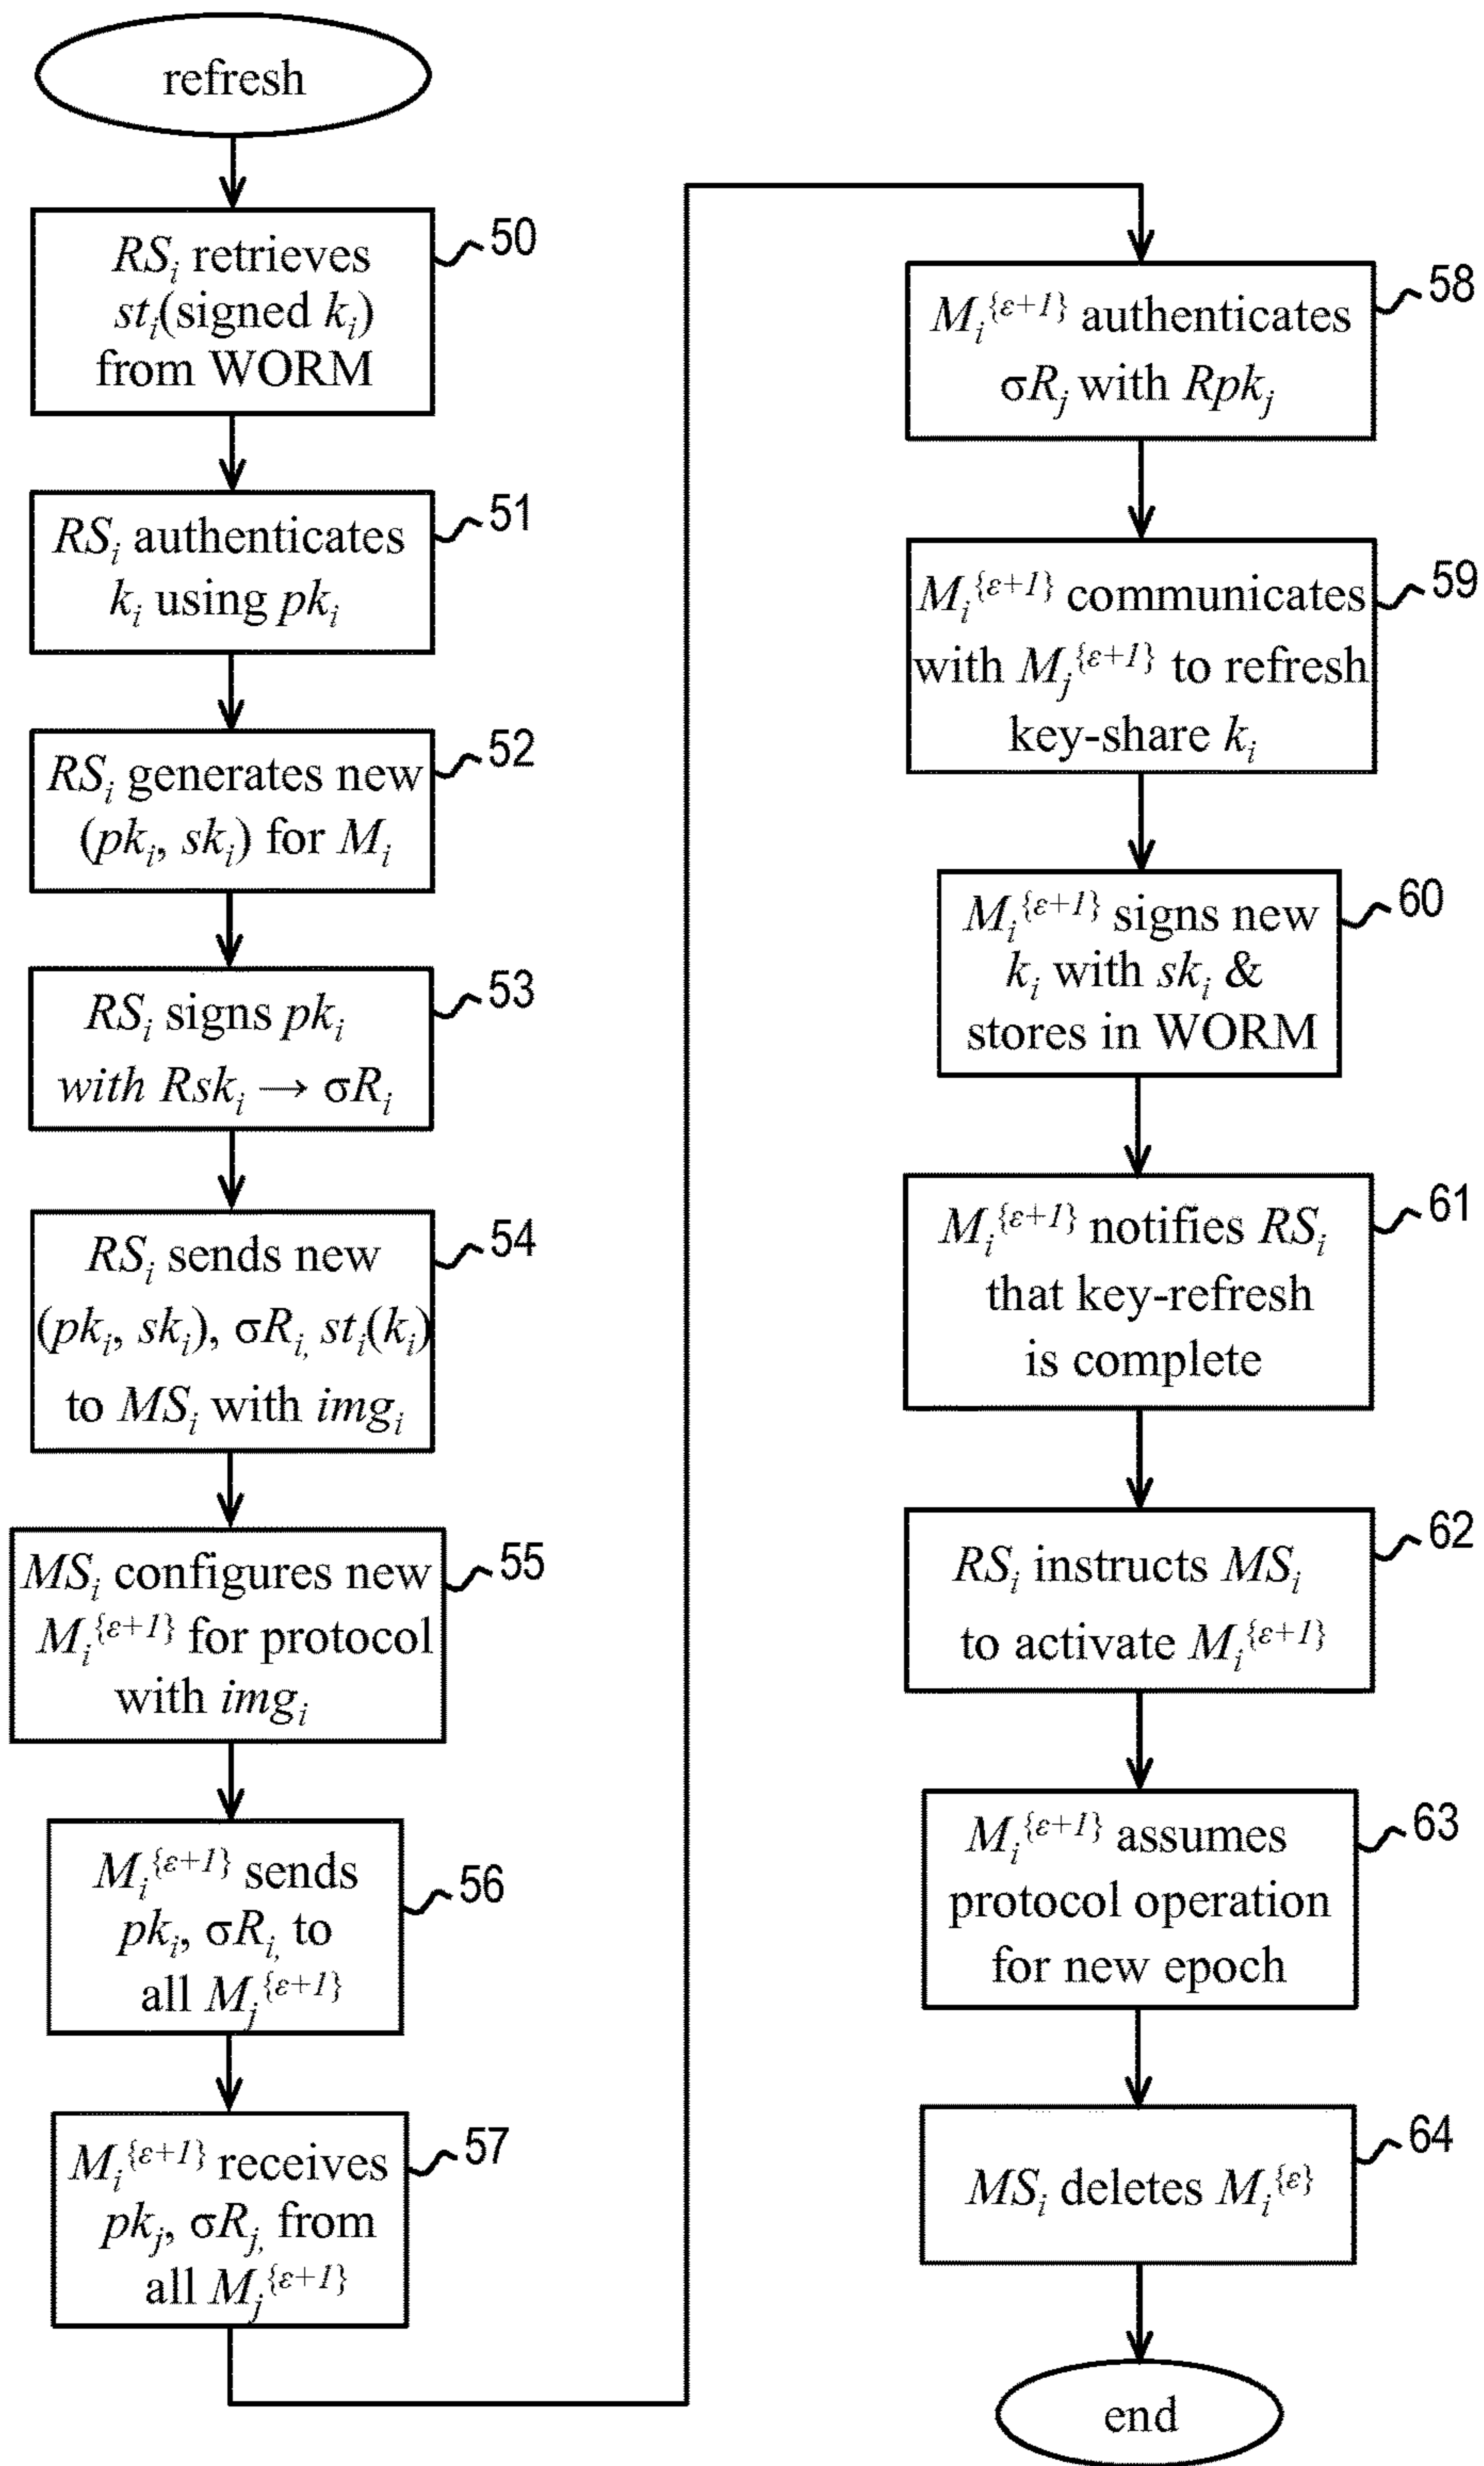 refresh
RSᵢ retrieves
stᵢ(signed kᵢ)
from WORM
50
RSᵢ authenticates
kᵢ using pkᵢ
51
RSᵢ generates new
(pkᵢ, skᵢ) for Mᵢ
52
RSᵢ signs pkᵢ
with Rskᵢ → σRᵢ
53
RSᵢ sends new
(pkᵢ, skᵢ), σRᵢ, stᵢ(kᵢ)
to MSᵢ with imgᵢ
54
MSᵢ configures new
Mᵢ{ε+1} for protocol
with imgᵢ
55
Mᵢ{ε+1} sends
pkᵢ, σRᵢ, to
all Mⱼ{ε+1}
56
Mᵢ{ε+1} receives
pkⱼ, σRⱼ, from
all Mⱼ{ε+1}
57
Mᵢ{ε+1} authenticates
σRⱼ with Rpkⱼ
58
Mᵢ{ε+1} communicates
with Mⱼ{ε+1} to refresh
key-share kᵢ
59
Mᵢ{ε+1} signs new
kᵢ with skᵢ &
stores in WORM
60
Mᵢ{ε+1} notifies RSᵢ
that key-refresh
is complete
61
RSᵢ instructs MSᵢ
to activate Mᵢ{ε+1}
62
Mᵢ{ε+1} assumes
protocol operation
for new epoch
63
MSᵢ deletes Mᵢ{ε}
64
end